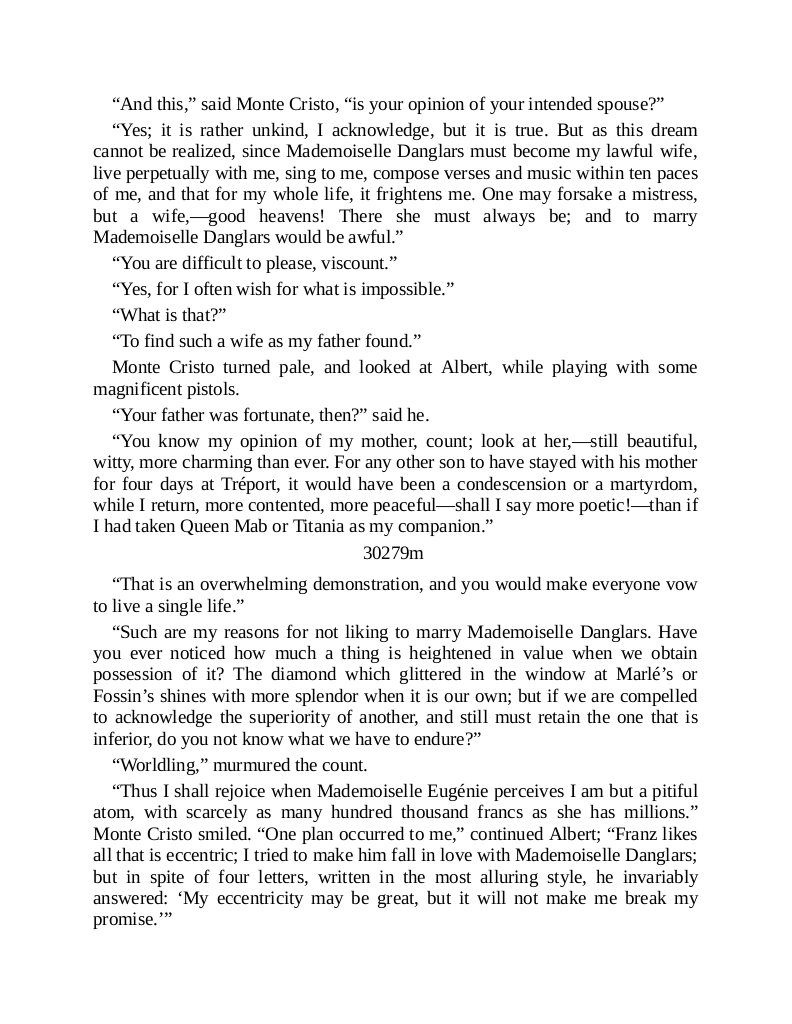 “And this,” said Monte Cristo, “is your opinion of your intended spouse?”
“Yes; it is rather unkind, I acknowledge, but it is true. But as this dream
cannot be realized, since Mademoiselle Danglars must become my lawful wife,
live perpetually with me, sing to me, compose verses and music within ten paces
of me, and that for my whole life, it frightens me. One may forsake a mistress,
but a wife,—good heavens! There she must always be; and to marry
Mademoiselle Danglars would be awful.”
“You are difficult to please, viscount.”
“Yes, for I often wish for what is impossible.”
“What is that?”
“To find such a wife as my father found.”
Monte Cristo turned pale, and looked at Albert, while playing with some
magnificent pistols.
“Your father was fortunate, then?” said he.
“You know my opinion of my mother, count; look at her,—still beautiful,
witty, more charming than ever. For any other son to have stayed with his mother
for four days at Tréport, it would have been a condescension or a martyrdom,
while I return, more contented, more peaceful—shall I say more poetic!—than if
I had taken Queen Mab or Titania as my companion.”
30279m
“That is an overwhelming demonstration, and you would make everyone vow
to live a single life.”
“Such are my reasons for not liking to marry Mademoiselle Danglars. Have
you ever noticed how much a thing is heightened in value when we obtain
possession of it? The diamond which glittered in the window at Marlé’s or
Fossin’s shines with more splendor when it is our own; but if we are compelled
to acknowledge the superiority of another, and still must retain the one that is
inferior, do you not know what we have to endure?”
“Worldling,” murmured the count.
“Thus I shall rejoice when Mademoiselle Eugénie perceives I am but a pitiful
atom, with scarcely as many hundred thousand francs as she has millions.”
Monte Cristo smiled. “One plan occurred to me,” continued Albert; “Franz likes
all that is eccentric; I tried to make him fall in love with Mademoiselle Danglars;
but in spite of four letters, written in the most alluring style, he invariably
answered: ‘My eccentricity may be great, but it will not make me break my
promise.’”